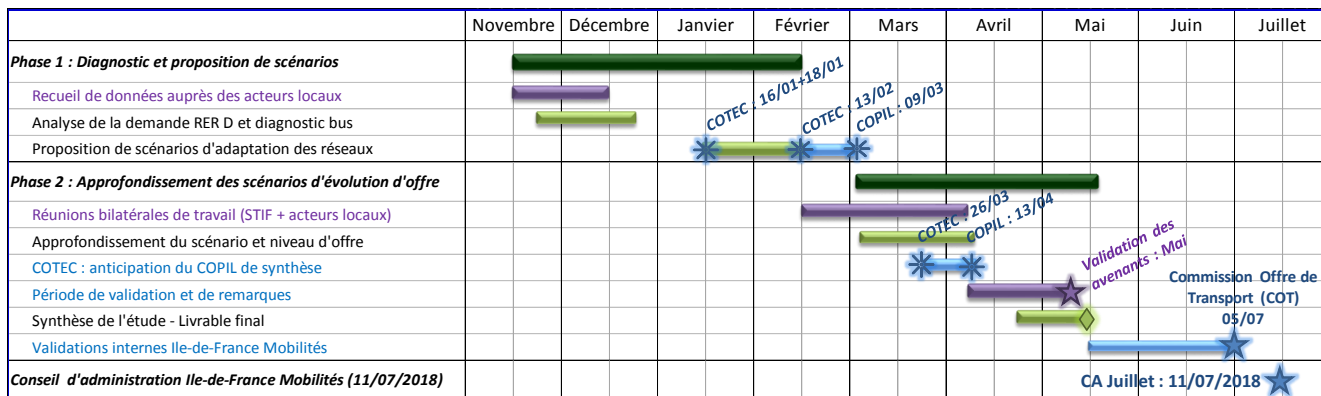 Novembre Décembre Janvier Février Mars Avril Mai Juin Juillet
Phase 1 : Diagnostic et proposition de scénarios
Recueil de données auprès des acteurs locaux
Analyse de la demande RER D et diagnostic bus
Proposition de scénarios d'adaptation des réseaux
COTEC : 16/01+18/01
COTEC : 13/02
COPIL : 09/03
Phase 2 : Approfondissement des scénarios d'évolution d'offre
Réunions bilatérales de travail (STIF + acteurs locaux)
Approfondissement du scénario et niveau d'offre
COTEC : anticipation du COPIL de synthèse
COTEC : 26/03
COPIL : 13/04
Période de validation et de remarques
Validation des
avenants : Mai
Synthèse de l'étude - Livrable final
Validations internes Ile-de-France Mobilités
Commission Offre de
Transport (COT)
05/07
Conseil d'administration Ile-de-France Mobilités (11/07/2018)
CA Juillet : 11/07/2018